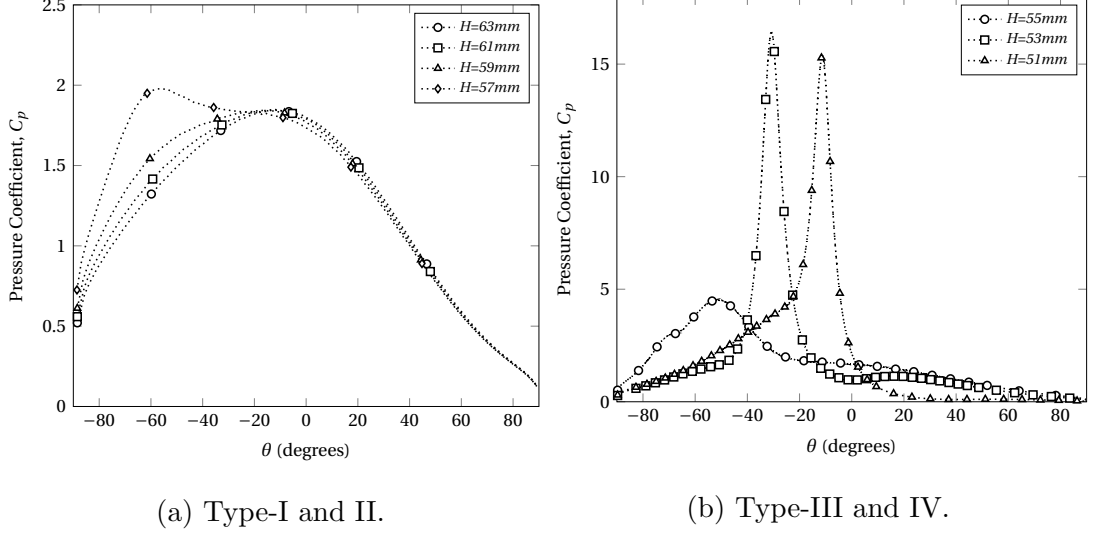 2.5
2
1.5
1
0.5
0
Pressure Coefficient, Cp
−80 −60 −40 −20 0 20 40 60 80
θ (degrees)
H=63mm
H=61mm
H=59mm
H=57mm
(a) Type-I and II.
15
10
5
0
Pressure Coefficient, Cp
−80 −60 −40 −20 0 20 40 60 80
θ (degrees)
H=55mm
H=53mm
H=51mm
(b) Type-III and IV.